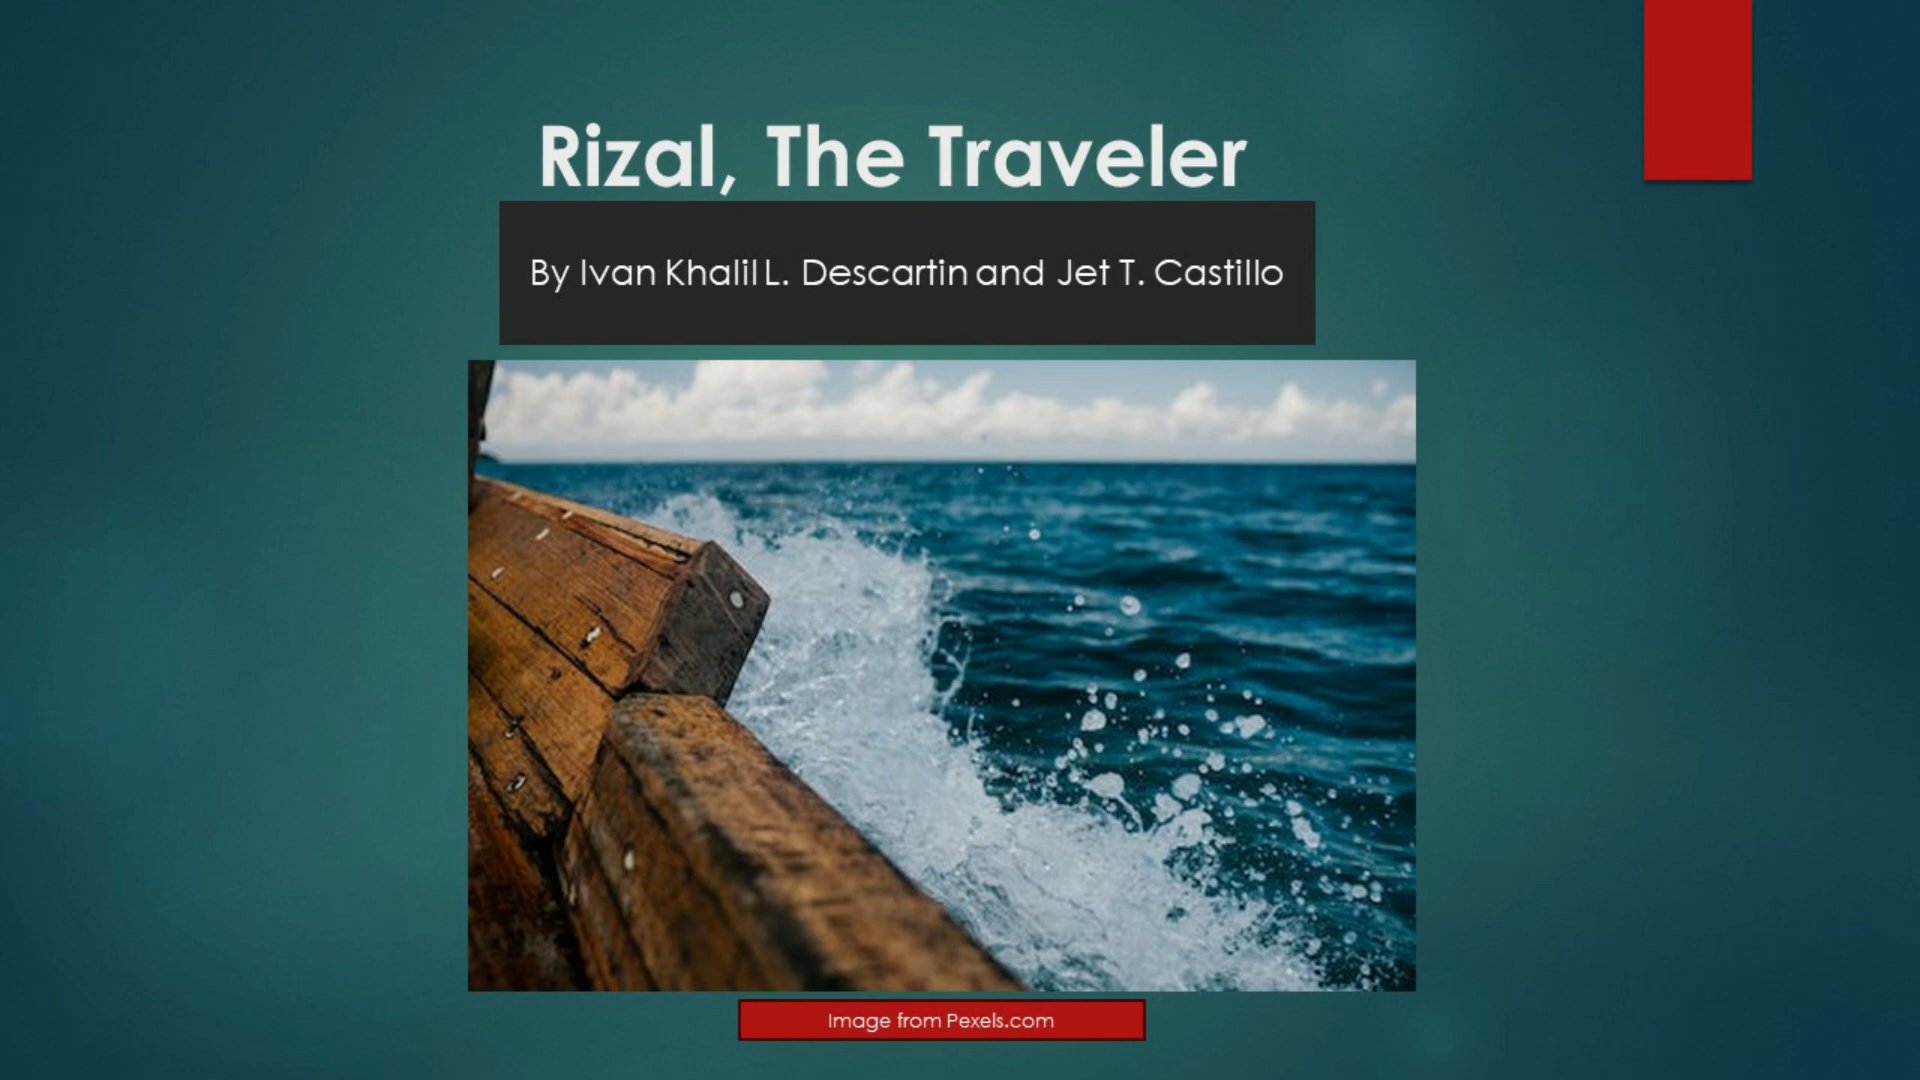 Rizal, The Traveler
By Ivan Khalil L. Descartin and Jet T. Castillo
Image from Pexels.com